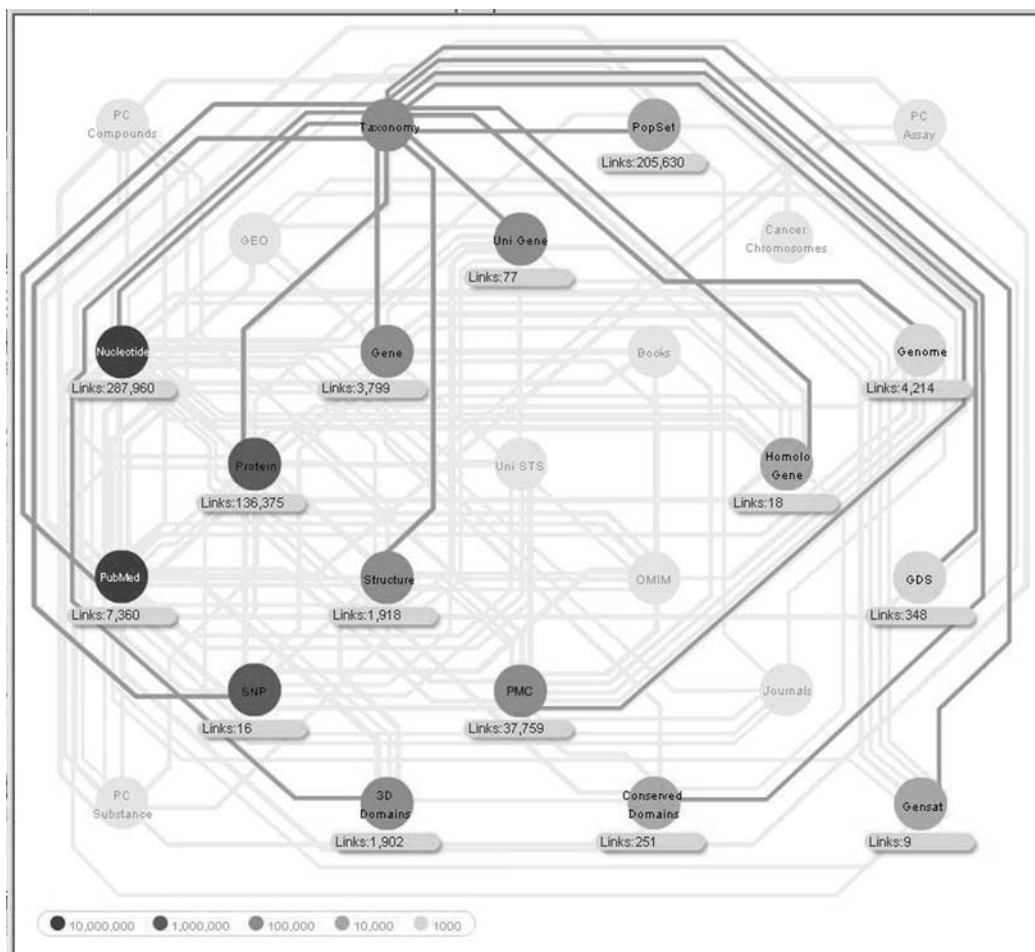 PC
Compounds
Taxonomy
PopSet
PC
Assay
Links:205,630
GEO
Uni Gene
Cancer
Chromosomes
Links:77
Nucleotide
Gene
Books
Genome
Links:287,960
Links:3,799
Links:4,214
Protein
Uni STS
Homolo
Gene
Links:136,375
Links:18
PubMed
Structure
OMIM
GDS
Links:7,360
Links:1,918
Links:348
SNP
PMC
Journals
Links:16
Links:37,759
PC
Substance
3D
Domains
Conserved
Domains
Gensat
Links:1,902
Links:251
Links:9
10,000,000
1,000,000
100,000
10,000
1000